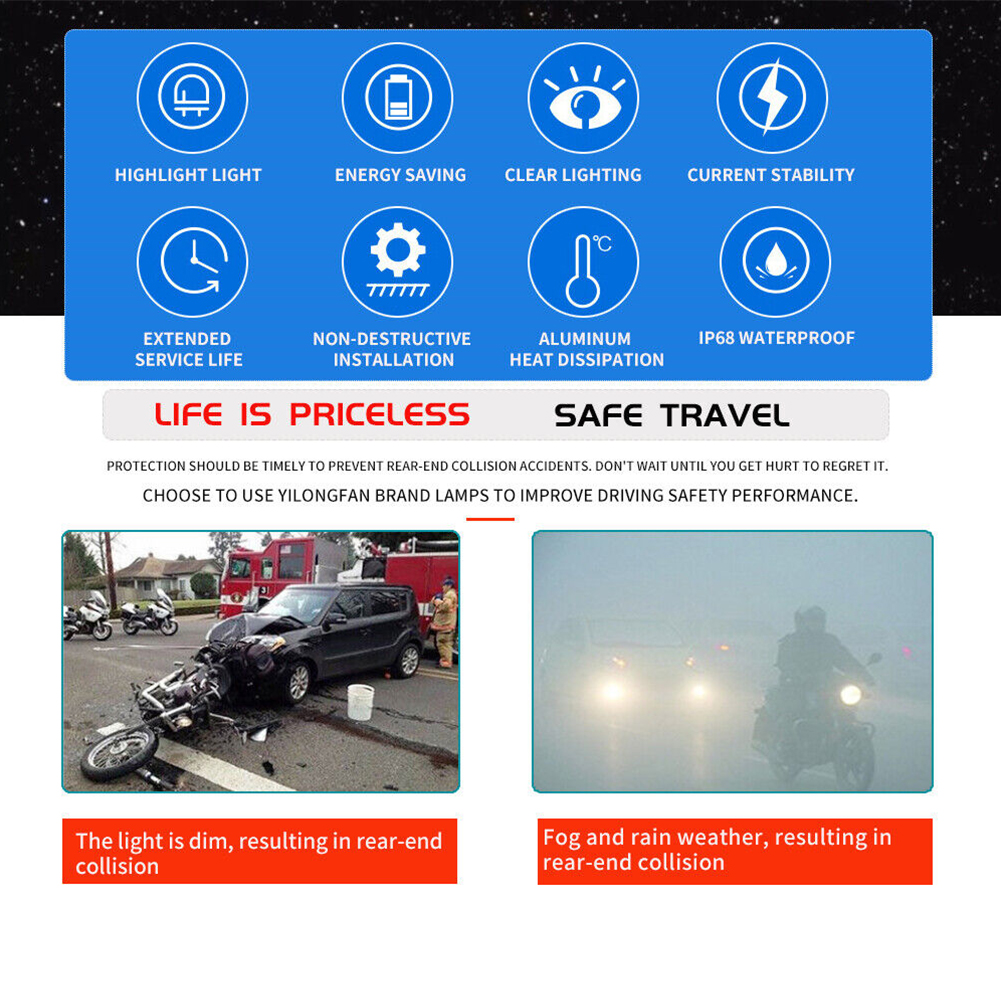 HIGHLIGHT LIGHT
ENERGY SAVING
CLEAR LIGHTING
CURRENT STABILITY
°C
EXTENDED
SERVICE LIFE
NON-DESTRUCTIVE
INSTALLATION
ALUMINUM
HEAT DISSIPATION
IP68 WATERPROOF
LIFE IS PRICELESS
SAFE TRAVEL
PROTECTION SHOULD BE TIMELY TO PREVENT REAR-END COLLISION ACCIDENTS. DON'T WAIT UNTIL YOU GET HURT TO REGRET IT.
CHOOSE TO USE YILONGFAN BRAND LAMPS TO IMPROVE DRIVING SAFETY PERFORMANCE.
3
The light is dim, resulting in rear-end
collision
Fog and rain weather, resulting in
rear-end collision